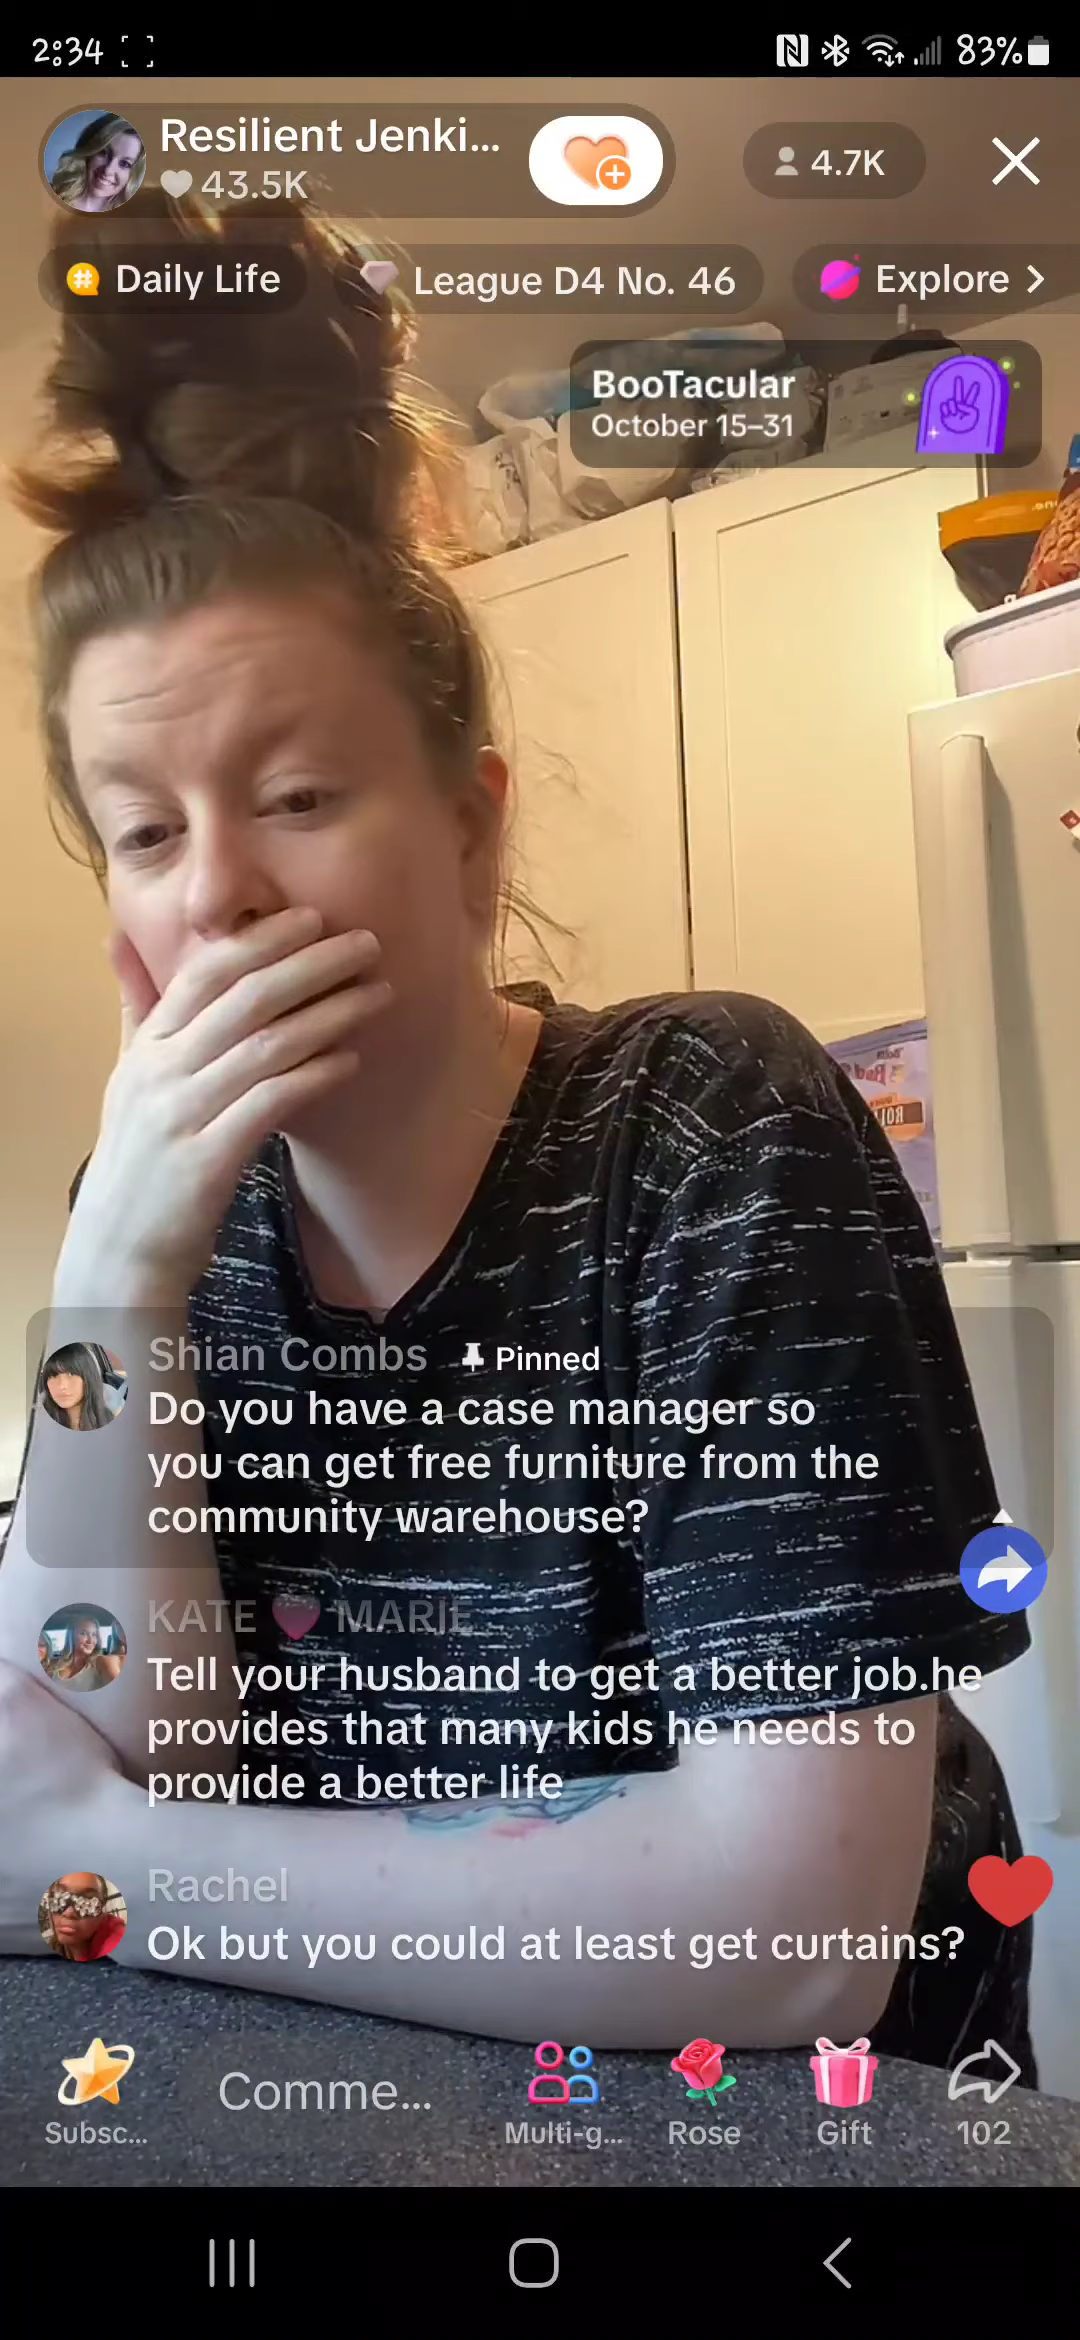 2:34
83%
Resilient Jenki...
43.5K
4.7K
Daily Life
League D4 No. 46
Explore >
BooTacular
October 15–31
Shian Combs Pinned
Do you have a case manager so
you can get free furniture from the
community warehouse?
KATE MARIE
Tell your husband to get a better job.he
provides that many kids he needs to
provide a better life
Rachel
Ok but you could at least get curtains?
Comme...
Subsc...
Multi-g...
Rose
Gift
102